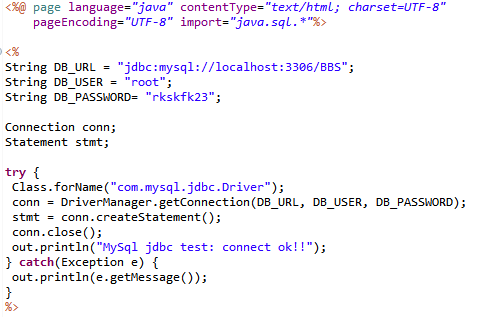 <%@ page language="java" contentType="text/html; charset=UTF-8"
    pageEncoding="UTF-8" import="java.sql.*"%>

<%
String DB_URL = "jdbc:mysql://localhost:3306/BBS";
String DB_USER = "root";
String DB_PASSWORD= "rkskfk23";

Connection conn;
Statement stmt;

try {
 Class.forName("com.mysql.jdbc.Driver");
 conn = DriverManager.getConnection(DB_URL, DB_USER, DB_PASSWORD);
 stmt = conn.createStatement();
 conn.close();
 out.println("MySql jdbc test: connect ok!!");
} catch(Exception e) {
 out.println(e.getMessage());
}
%>